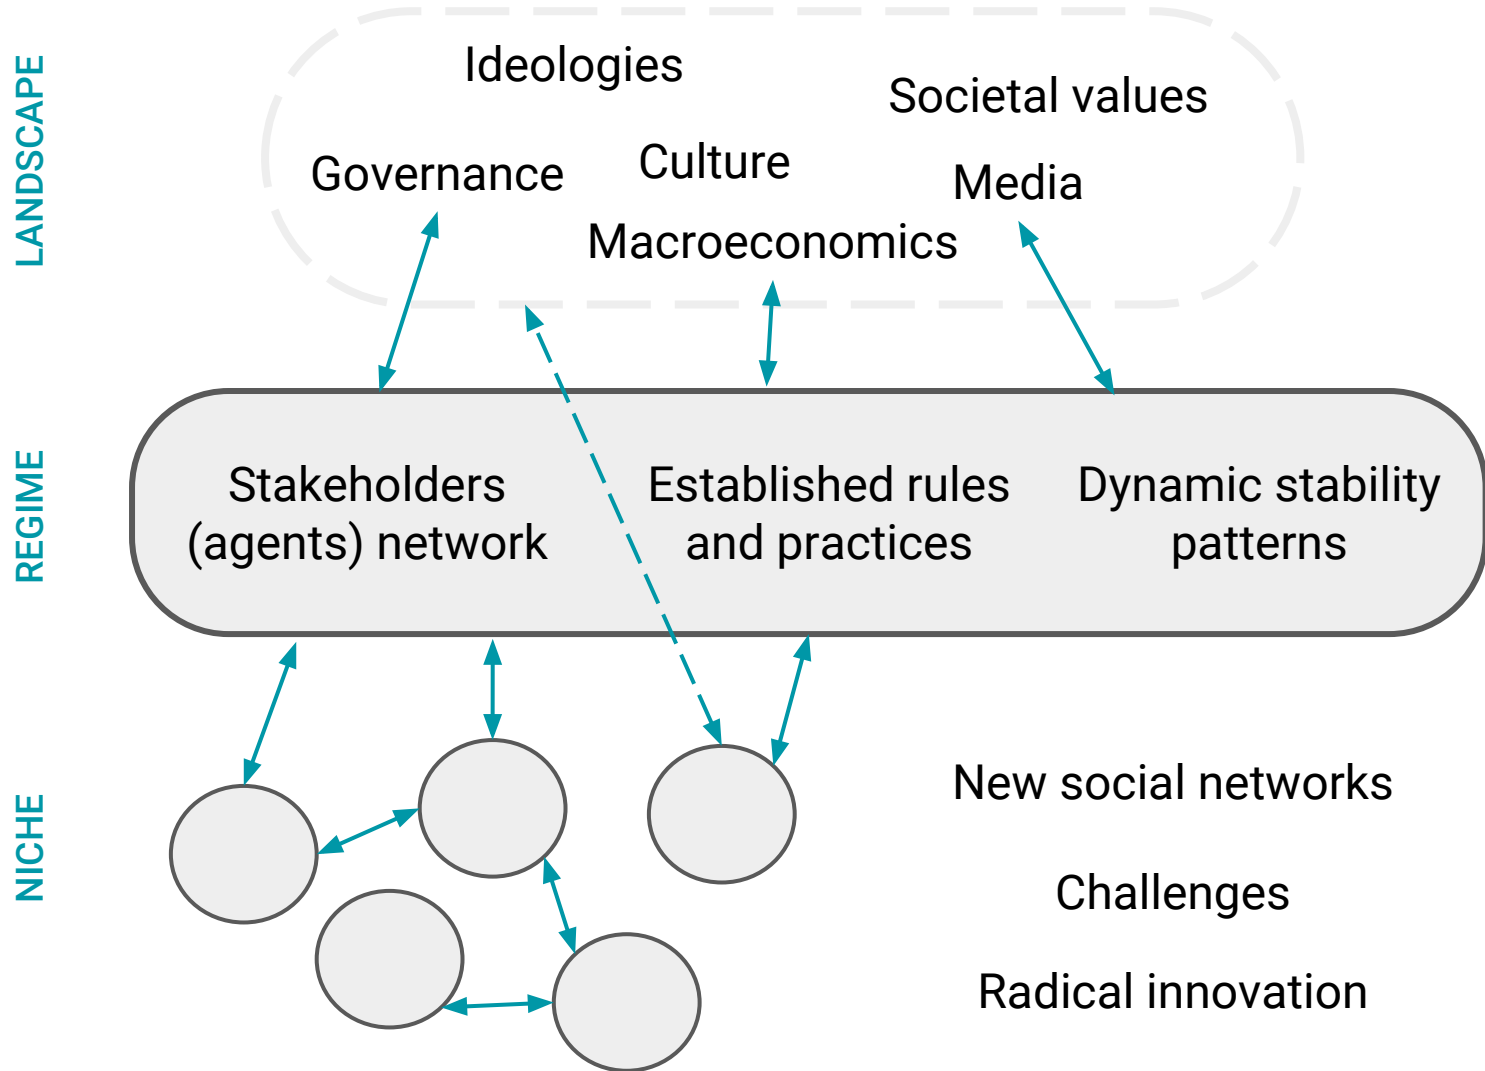 LANDSCAPE
Ideologies
Societal values
Governance
Culture
Media
Macroeconomics
REGIME
Stakeholders
(agents) network
Established rules
and practices
Dynamic stability
patterns
NICHE
New social networks
Challenges
Radical innovation